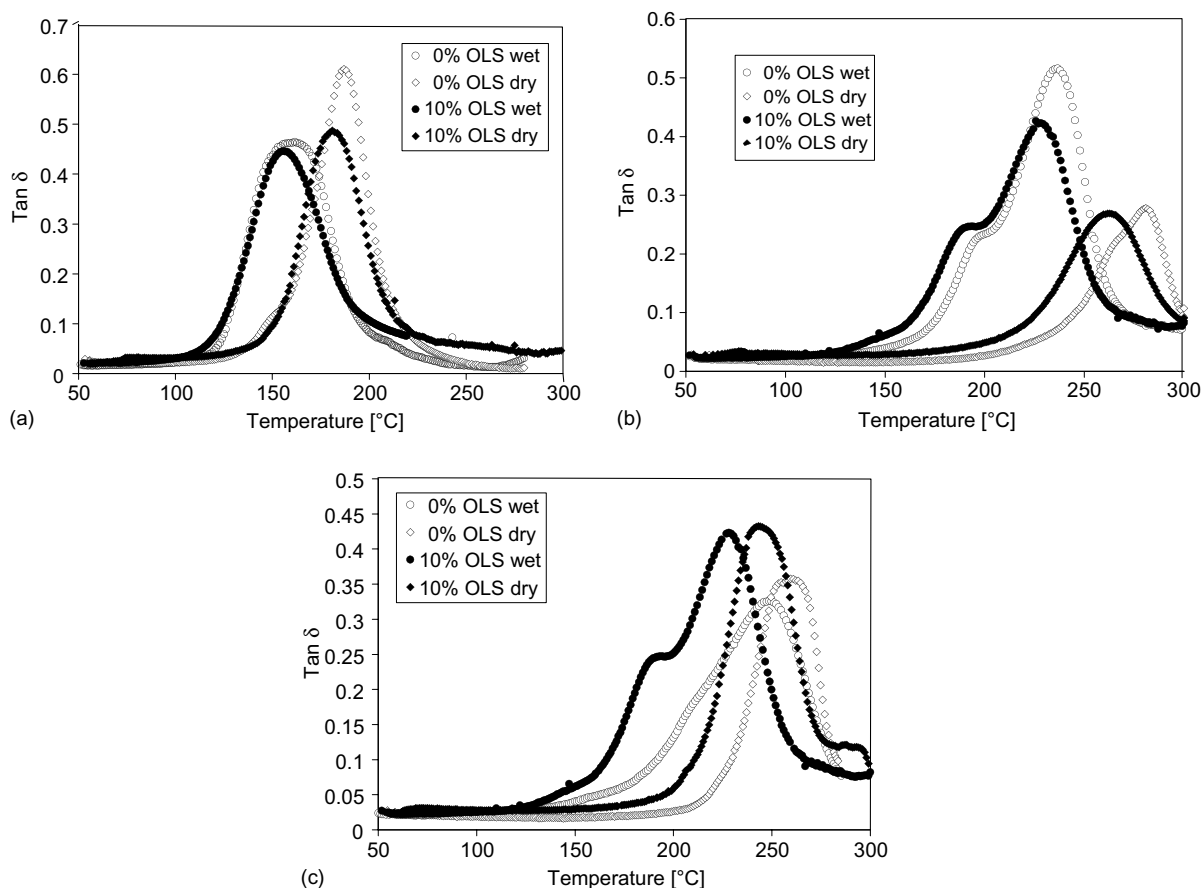 0.7
0.6
0.5
0.4
0.3
0.2
0.1
0
Tan δ
0% OLS wet
0% OLS dry
10% OLS wet
10% OLS dry
50 100 150 200 250 300
Temperature [°C]
(a)
0.6
0.5
0.4
0.3
0.2
0.1
0
Tan δ
0% OLS wet
0% OLS dry
10% OLS wet
10% OLS dry
50 100 150 200 250 300
Temperature [°C]
(b)
0.5
0.45
0.4
0.35
0.3
0.25
0.2
0.15
0.1
0.05
0
Tan δ
0% OLS wet
0% OLS dry
10% OLS wet
10% OLS dry
50 100 150 200 250 300
Temperature [°C]
(c)